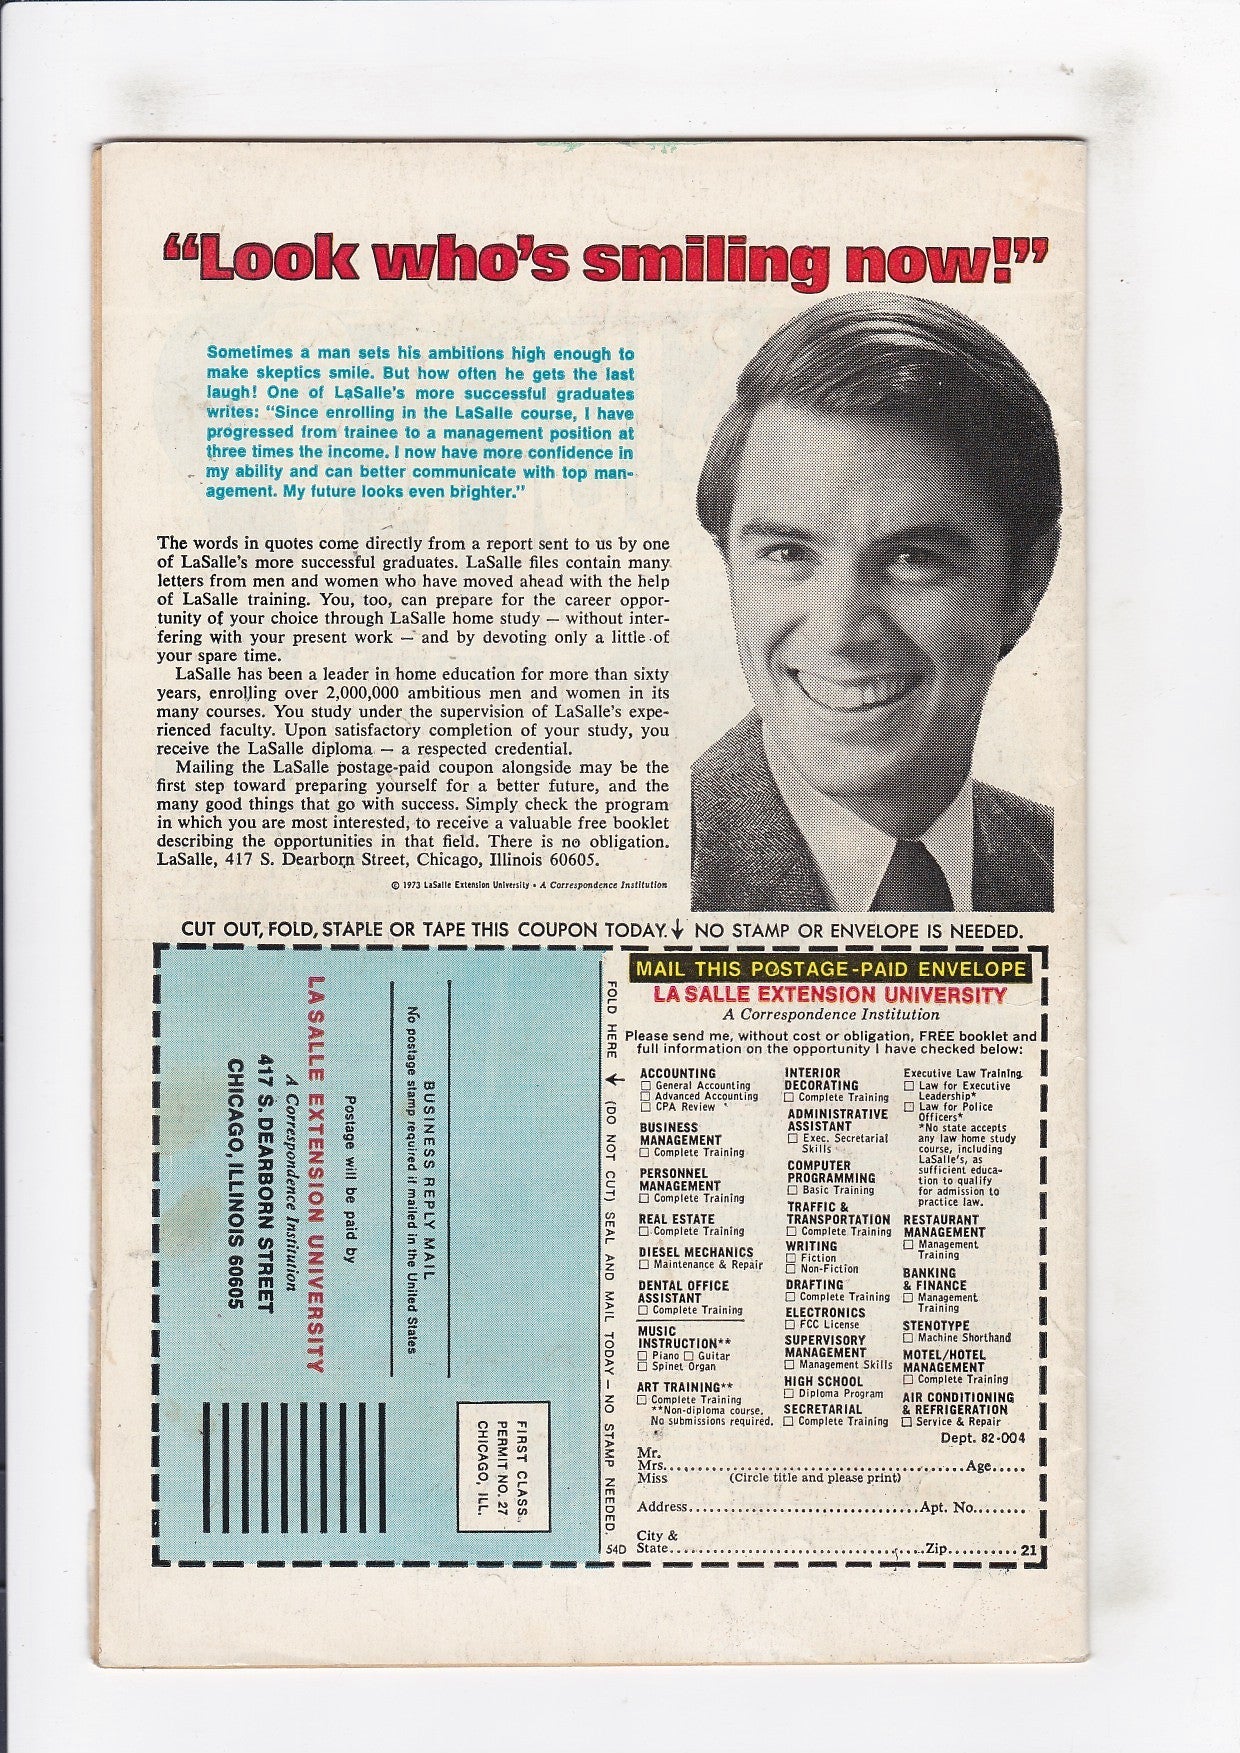 “Look who’s smiling now!”
Sometimes a man sets his ambitions high enough to
make skeptics smile. But how often he gets the last
laugh! One of LaSalle’s more successful graduates
writes: “Since enrolling in the LaSalle course, I have
progressed from trainee to a management position at
three times the income. I now have more confidence in
my ability and can better communicate with top man-
agement. My future looks even brighter.”
The words in quotes come directly from a report sent to us by one
of LaSalle’s more successful graduates. LaSalle files contain many
letters from men and women who have moved ahead with the help
of LaSalle training. You, too, can prepare for the career oppor-
tunity of your choice through LaSalle home study — without inter-
fering with your present work — and by devoting only a little of
your spare time.
LaSalle has been a leader in home education for more than sixty
years, enrolling over 2,000,000 ambitious men and women in its
many courses. You study under the supervision of LaSalle’s expe-
rienced faculty. Upon satisfactory completion of your study, you
receive the LaSalle diploma — a respected credential.
Mailing the LaSalle postage-paid coupon alongside may be the
first step toward preparing yourself for a better future, and the
many good things that go with success. Simply check the program
in which you are most interested, to receive a valuable free booklet
describing the opportunities in that field. There is no obligation.
LaSalle, 417 S. Dearborn Street, Chicago, Illinois 60605.
© 1973 LaSalle Extension University • A Correspondence Institution
CUT OUT, FOLD, STAPLE OR TAPE THIS COUPON TODAY.↓ NO STAMP OR ENVELOPE IS NEEDED.
FIRST CLASS
PERMIT NO. 27
CHICAGO, ILL.
BUSINESS REPLY MAIL
No postage stamp required if mailed in the United States
Postage will be paid by
LA SALLE EXTENSION UNIVERSITY
A Correspondence Institution
417 S. DEARBORN STREET
CHICAGO, ILLINOIS 60605
FOLD HERE ↓ (DO NOT CUT) SEAL AND MAIL TODAY – NO STAMP NEEDED.
54D
MAIL THIS POSTAGE-PAID ENVELOPE
LA SALLE EXTENSION UNIVERSITY
A Correspondence Institution
Please send me, without cost or obligation, FREE booklet and
full information on the opportunity I have checked below:
ACCOUNTING
☐ General Accounting
☐ Advanced Accounting
☐ CPA Review
BUSINESS
MANAGEMENT
☐ Complete Training
PERSONNEL
MANAGEMENT
☐ Complete Training
REAL ESTATE
☐ Complete Training
DIESEL MECHANICS
☐ Maintenance & Repair
DENTAL OFFICE
ASSISTANT
☐ Complete Training
MUSIC
INSTRUCTION**
☐ Piano ☐ Guitar
☐ Spinet Organ
ART TRAINING**
☐ Complete Training
**Non-diploma course.
No submissions required.
INTERIOR
DECORATING
☐ Complete Training
ADMINISTRATIVE
ASSISTANT
☐ Exec. Secretarial
Skills
COMPUTER
PROGRAMMING
☐ Basic Training
TRAFFIC &
TRANSPORTATION
☐ Complete Training
WRITING
☐ Fiction
☐ Non-Fiction
DRAFTING
☐ Complete Training
ELECTRONICS
☐ FCC License
SUPERVISORY
MANAGEMENT
☐ Management Skills
HIGH SCHOOL
☐ Diploma Program
SECRETARIAL
☐ Complete Training
Executive Law Training
☐ Law for Executive
Leadership*
☐ Law for Police
Officers*
*No state accepts
any law home study
course, including
LaSalle’s, as
sufficient educa-
tion to qualify
for admission to
practice law.
RESTAURANT
MANAGEMENT
☐ Management
Training
BANKING
& FINANCE
☐ Management
Training
STENOTYPE
☐ Machine Shorthand
MOTEL/HOTEL
MANAGEMENT
☐ Complete Training
AIR CONDITIONING
& REFRIGERATION
☐ Service & Repair
Dept. 82-004
Mr.
Mrs. Age
Miss (Circle title and please print)
Address Apt. No.
City &
State Zip 21